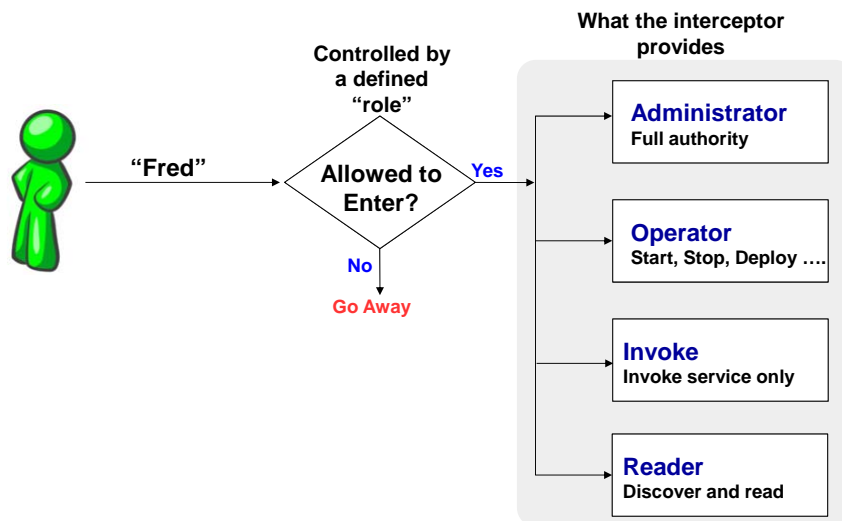 What the interceptor
provides
Controlled by
a defined
“role”
“Fred”
Allowed to
Enter?
Yes
No
Go Away
Administrator
Full authority
Operator
Start, Stop, Deploy ….
Invoke
Invoke service only
Reader
Discover and read